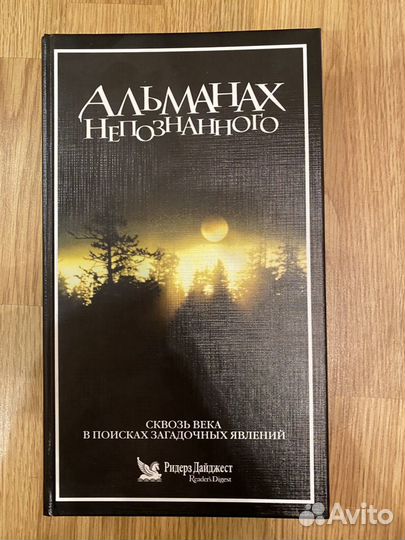 АЛЬМАНАХ
НЕПОЗНАННОГО
СКВОЗЬ ВЕКА
В ПОИСКАХ ЗАГАДОЧНЫХ ЯВЛЕНИЙ
Ридерз Дайджест
Reader's Digest
Avito